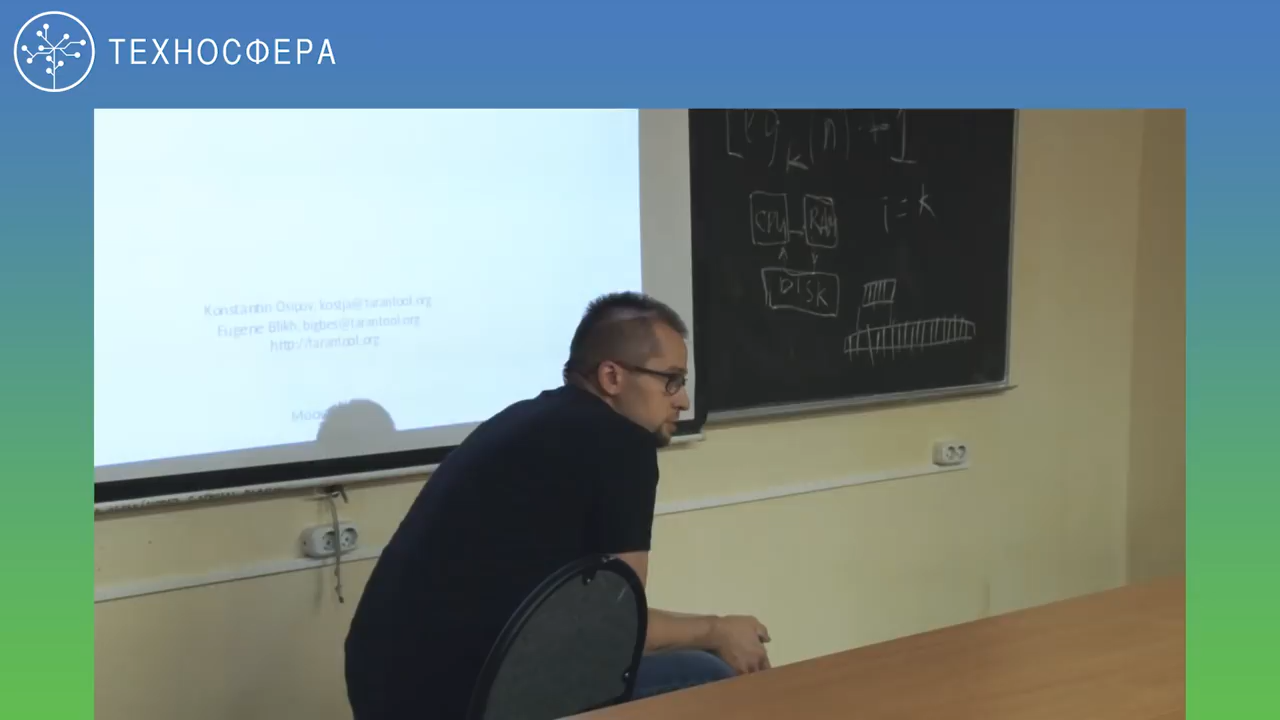 ТЕХНОСФЕРА
Konstantin Osipov, kostja@tarantool.org
Eugene Blikh, bigbes@tarantool.org
http://tarantool.org
CPU
RAM
DISK
i = k